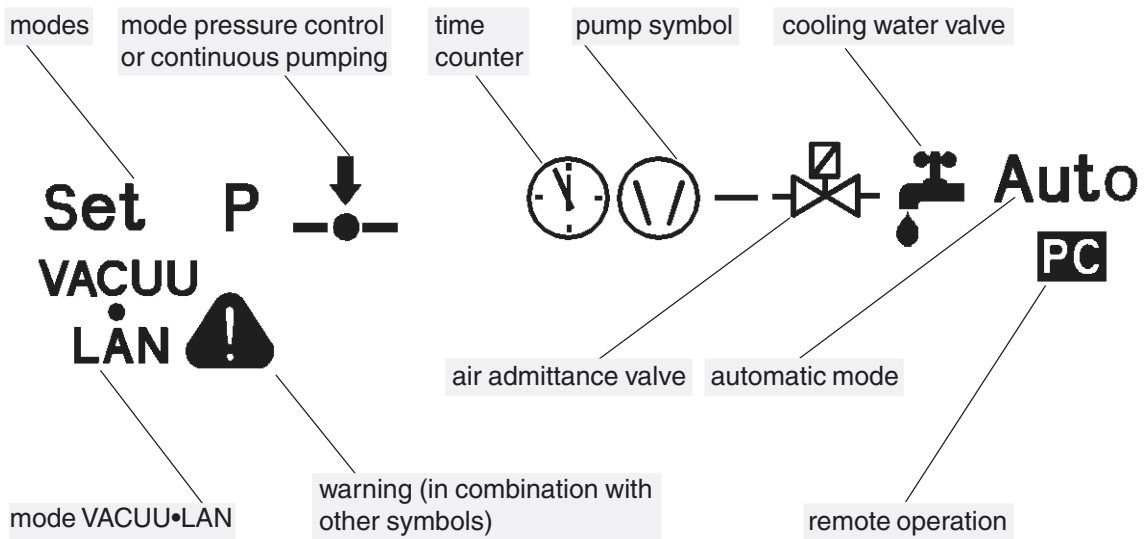 modes
mode pressure control
or continuous pumping
time
counter
pump symbol
cooling water valve
Set P
Auto
VACUU
LAN
PC
air admittance valve
automatic mode
mode VACUU•LAN
warning (in combination with
other symbols)
remote operation